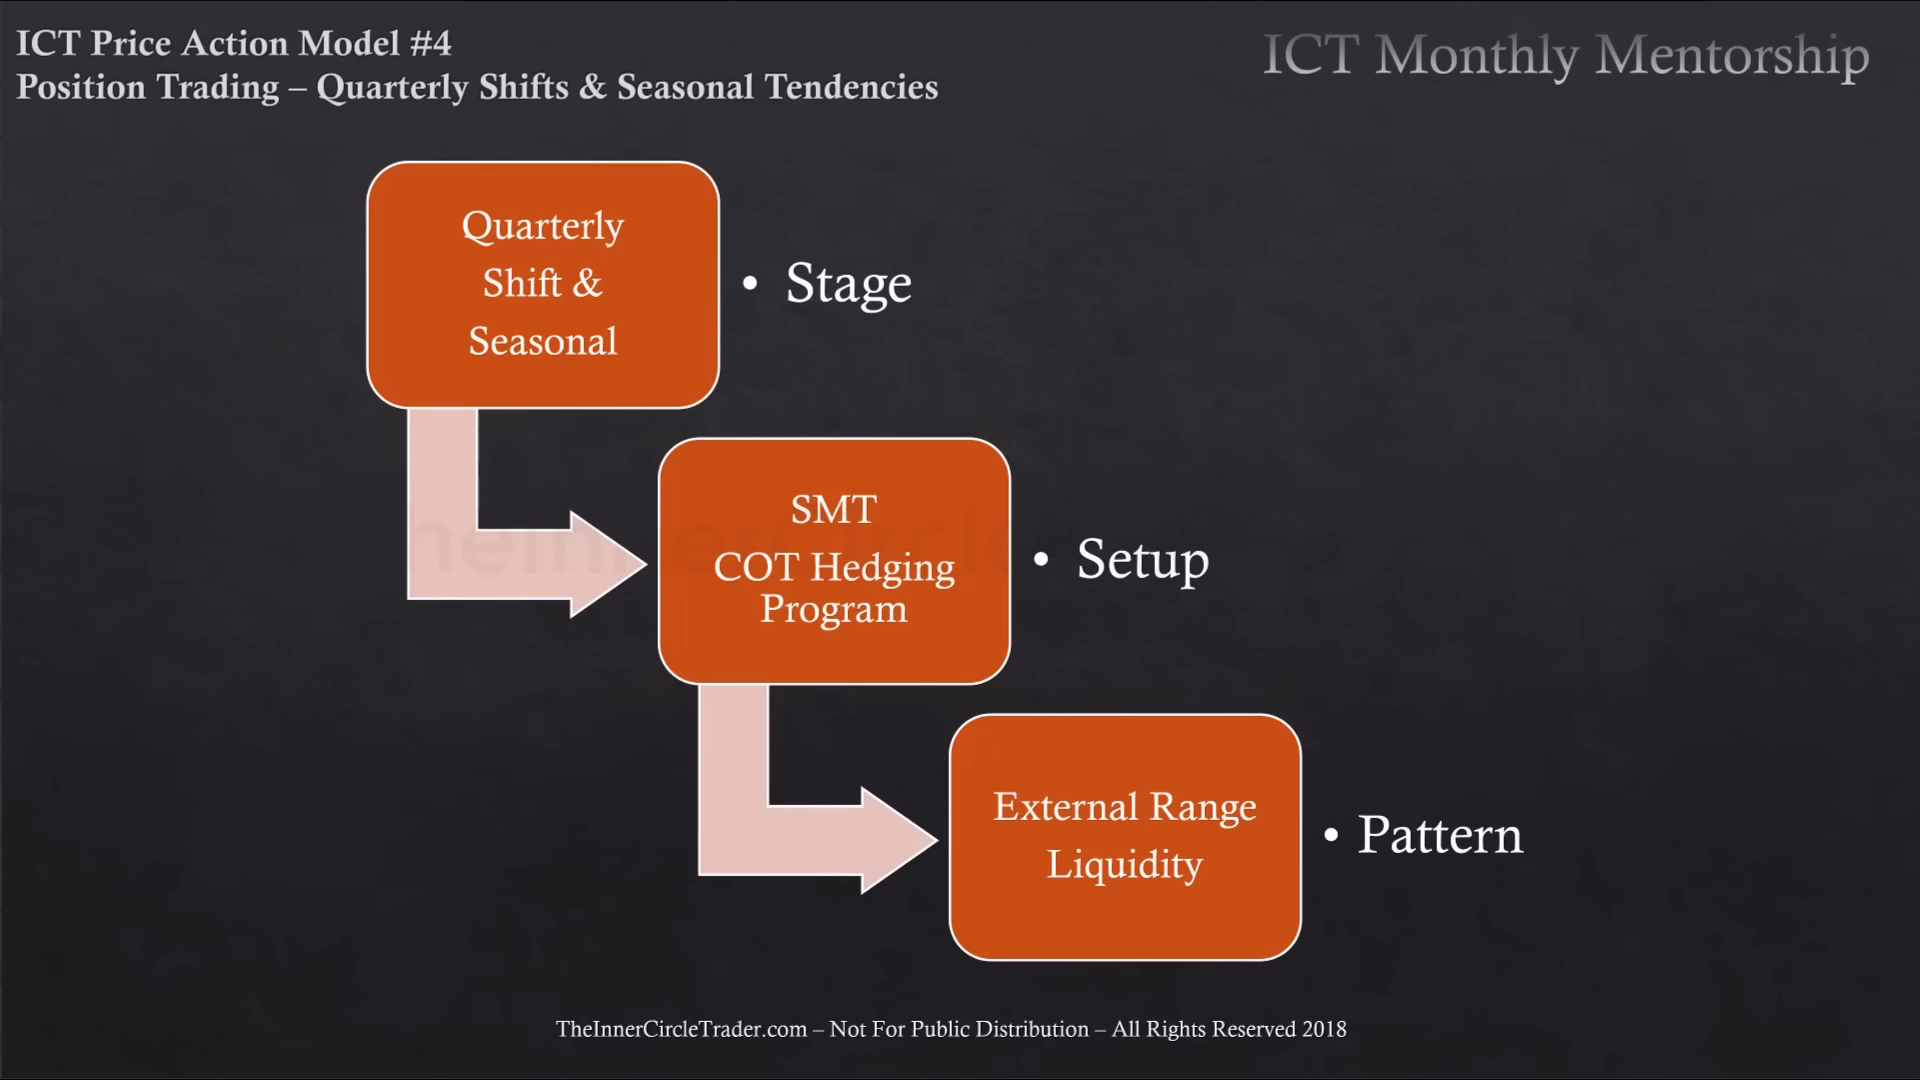 ICT Price Action Model #4
ICT Monthly Mentorship
Position Trading – Quarterly Shifts & Seasonal Tendencies
Quarterly
Shift &
Seasonal
• Stage
SMT
COT Hedging
Program
• Setup
External Range
Liquidity
• Pattern
TheInnerCircleTrader.com – Not For Public Distribution – All Rights Reserved 2018